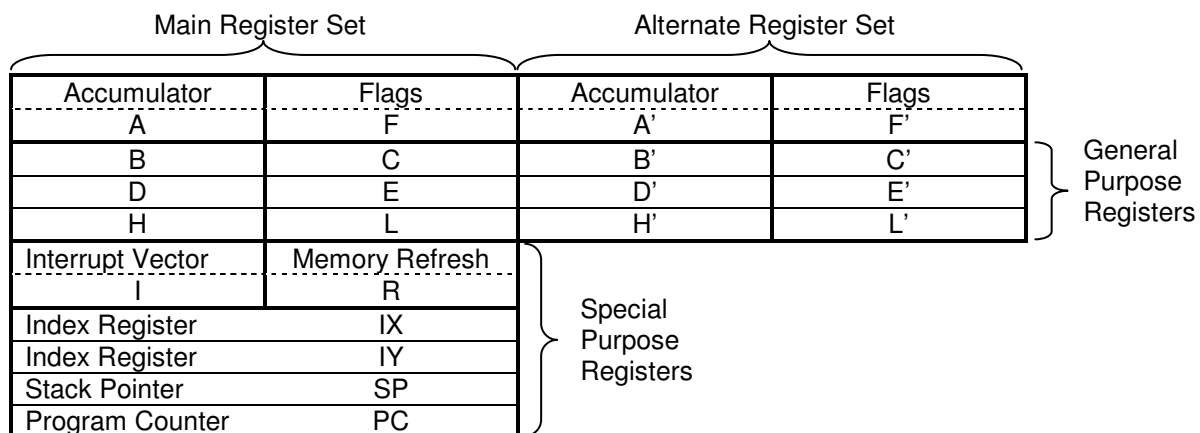 Main Register Set Alternate Register Set
Accumulator Flags Accumulator Flags
A F A’ F’
B C B’ C’
D E D’ E’
H L H’ L’
General
Purpose
Registers
Interrupt Vector Memory Refresh
I R
Index Register IX
Index Register IY
Stack Pointer SP
Program Counter PC
Special
Purpose
Registers